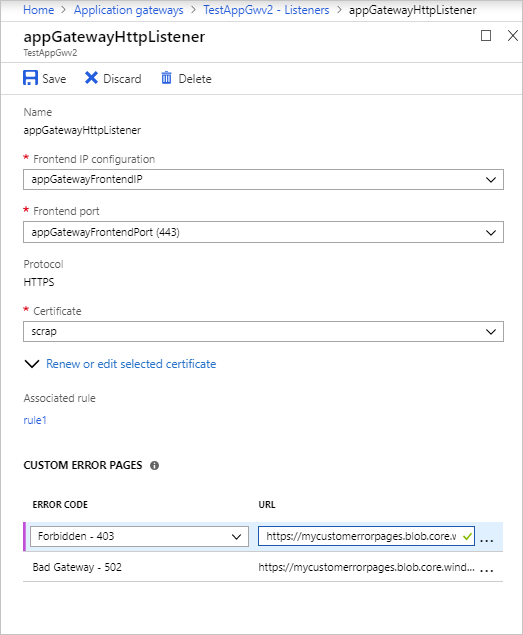 Home > Application gateways > TestAppGwv2 - Listeners > appGatewayHttpListener
appGatewayHttpListener
TestAppGwv2
Save Discard Delete
Name
appGatewayHttpListener
* Frontend IP configuration
appGatewayFrontendIP
* Frontend port
appGatewayFrontendPort (443)
Protocol
HTTPS
* Certificate
scrap
Renew or edit selected certificate
Associated rule
rule1
CUSTOM ERROR PAGES
ERROR CODE URL
Forbidden - 403 https://mycustomerrorpages.blob.core.w ...
Bad Gateway - 502 https://mycustomerrorpages.blob.core.wind... ...